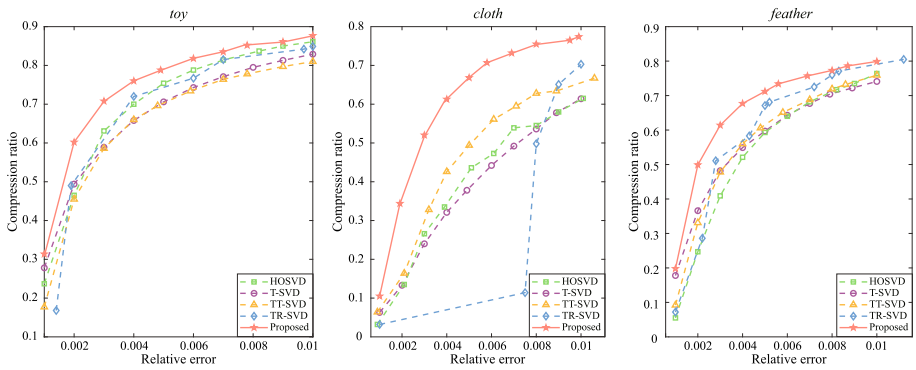 toy
0.9
0.8
0.7
0.6
0.5
0.4
0.3
0.2
0.1
Compression ratio
0.002 0.004 0.006 0.008 0.01
Relative error
HOSVD
T-SVD
TT-SVD
TR-SVD
Proposed
cloth
0.8
0.7
0.6
0.5
0.4
0.3
0.2
0.1
0
Compression ratio
0.002 0.004 0.006 0.008 0.01
Relative error
HOSVD
T-SVD
TT-SVD
TR-SVD
Proposed
feather
0.9
0.8
0.7
0.6
0.5
0.4
0.3
0.2
0.1
0
Compression ratio
0.002 0.004 0.006 0.008 0.01
Relative error
HOSVD
T-SVD
TT-SVD
TR-SVD
Proposed